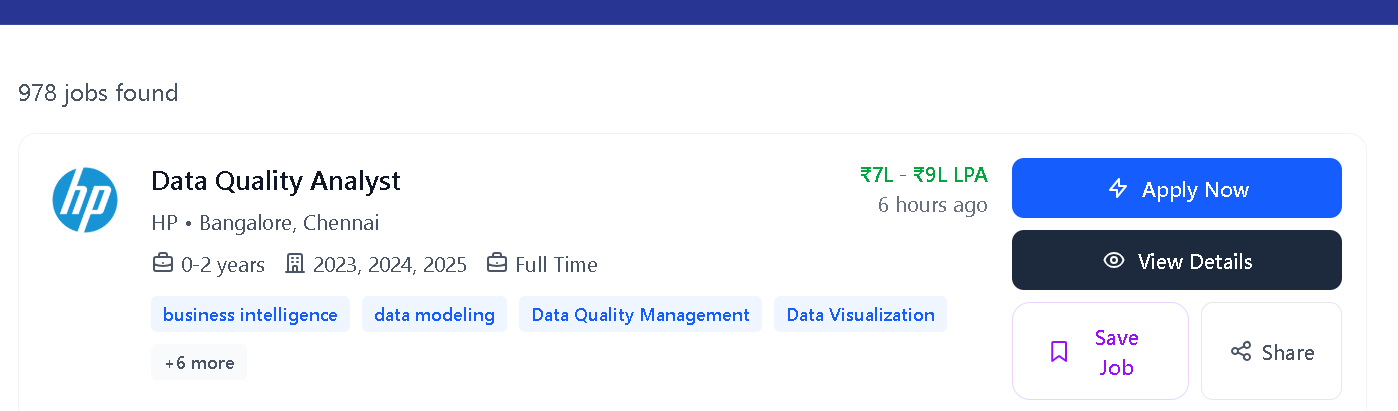 978 jobs found
hp
Data Quality Analyst
₹7L - ₹9L LPA
6 hours ago
HP • Bangalore, Chennai
0-2 years 2023, 2024, 2025 Full Time
business intelligence data modeling Data Quality Management Data Visualization
+6 more
Apply Now
View Details
Save
Job
Share